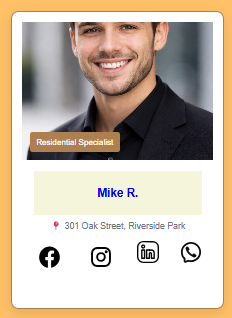 Residential Specialist
Mike R.
301 Oak Street, Riverside Park